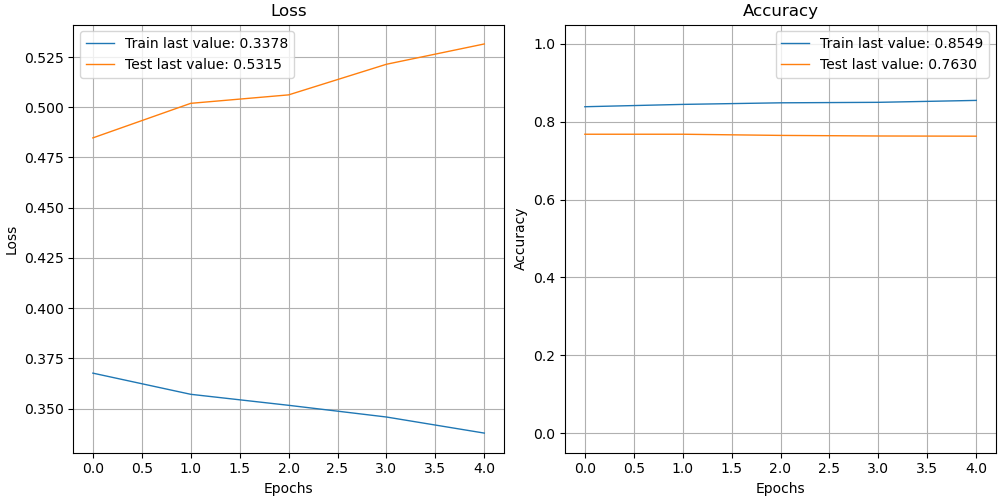 Loss
Train last value: 0.3378
Test last value: 0.5315
0.525
0.500
0.475
0.450
0.425
0.400
0.375
0.350
Loss
0.0 0.5 1.0 1.5 2.0 2.5 3.0 3.5 4.0
Epochs
Accuracy
Train last value: 0.8549
Test last value: 0.7630
1.0
0.8
0.6
0.4
0.2
0.0
Accuracy
0.0 0.5 1.0 1.5 2.0 2.5 3.0 3.5 4.0
Epochs